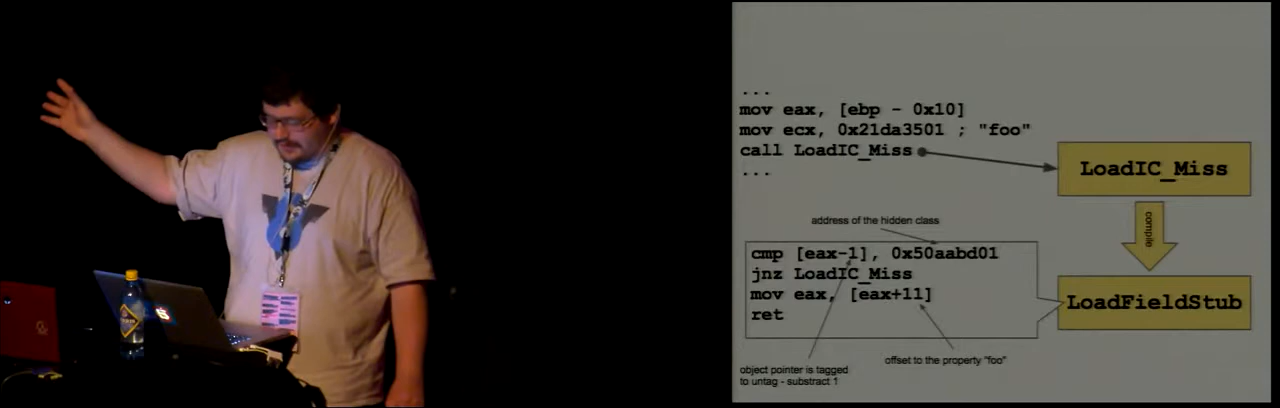 ...
mov eax, [ebp - 0x10]
mov ecx, 0x21da3501 ; "foo"
call LoadIC_Miss
...
LoadIC_Miss
compile
address of the hidden class
cmp [eax-1], 0x50aabd01
jnz LoadIC_Miss
mov eax, [eax+11]
ret
LoadFieldStub
offset to the property "foo"
object pointer is tagged
to untag - substract 1